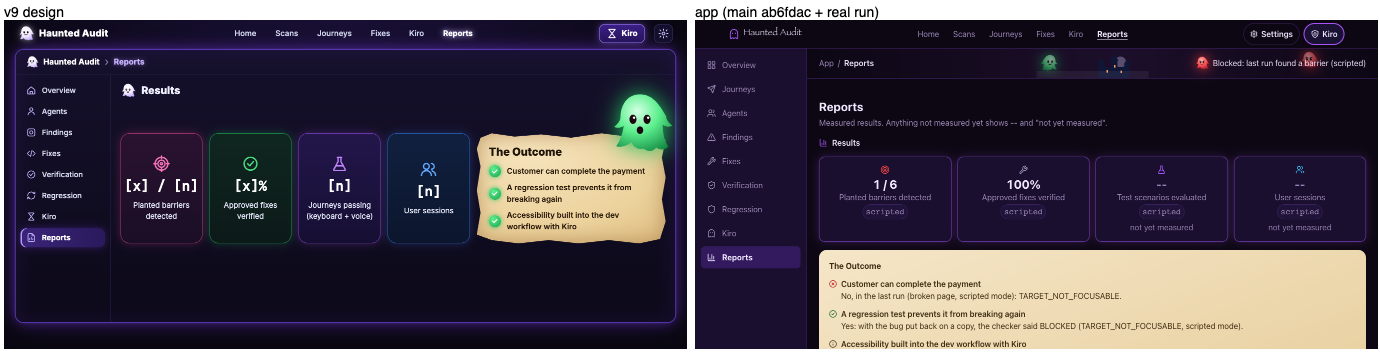 v9 design
Haunted Audit
Home Scans Journeys Fixes Kiro Reports
Kiro
Haunted Audit > Reports
Overview
Agents
Findings
Fixes
Verification
Regression
Kiro
Reports
Results
[x] / [n]
Planted barriers
detected
[x]%
Approved fixes
verified
[n]
Journeys passing
(keyboard + voice)
[n]
User sessions
The Outcome
Customer can complete the payment
A regression test prevents it from
breaking again
Accessibility built into the dev
workflow with Kiro
app (main ab6fdac + real run)
Haunted Audit
Home Scans Journeys Fixes Kiro Reports
Settings
Kiro
Overview
Journeys
Agents
Findings
Fixes
Verification
Regression
Kiro
Reports
App / Reports
Blocked: last run found a barrier (scripted)
Reports
Measured results. Anything not measured yet shows -- and "not yet measured".
Results
1 / 6
Planted barriers detected
scripted
100%
Approved fixes verified
scripted
--
Test scenarios evaluated
scripted
not yet measured
--
User sessions
scripted
not yet measured
The Outcome
Customer can complete the payment
No, in the last run (broken page, scripted mode): TARGET_NOT_FOCUSABLE.
A regression test prevents it from breaking again
Yes: with the bug put back on a copy, the checker said BLOCKED (TARGET_NOT_FOCUSABLE, scripted mode).
Accessibility built into the dev workflow with Kiro